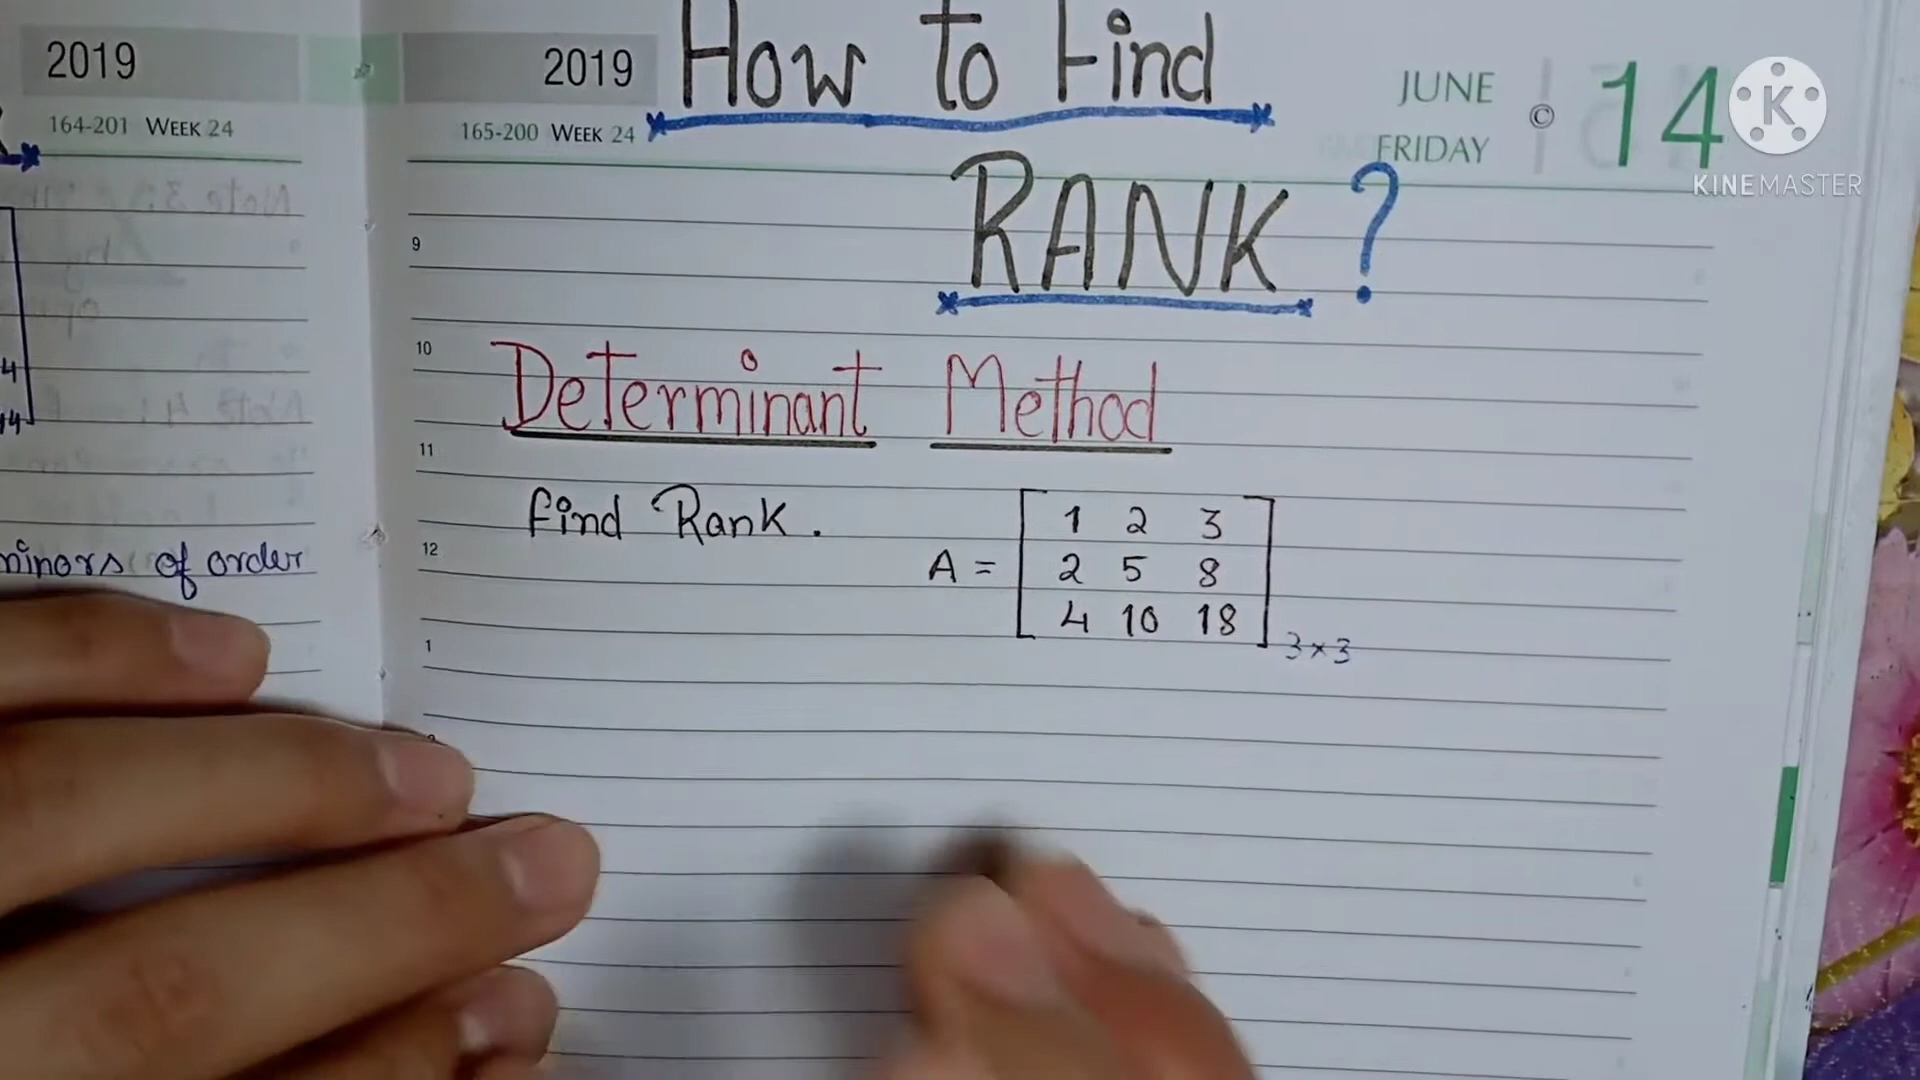 2019
164-201 WEEK 24
4
14
minors of order
2019
165-200 WEEK 24
How to Find
JUNE
FRIDAY
©
14
K
KINEMASTER
RANK ?
9
10
Determinant Method
11
Find Rank.
1 2 3
12
A = 2 5 8
4 10 18
3×3
1